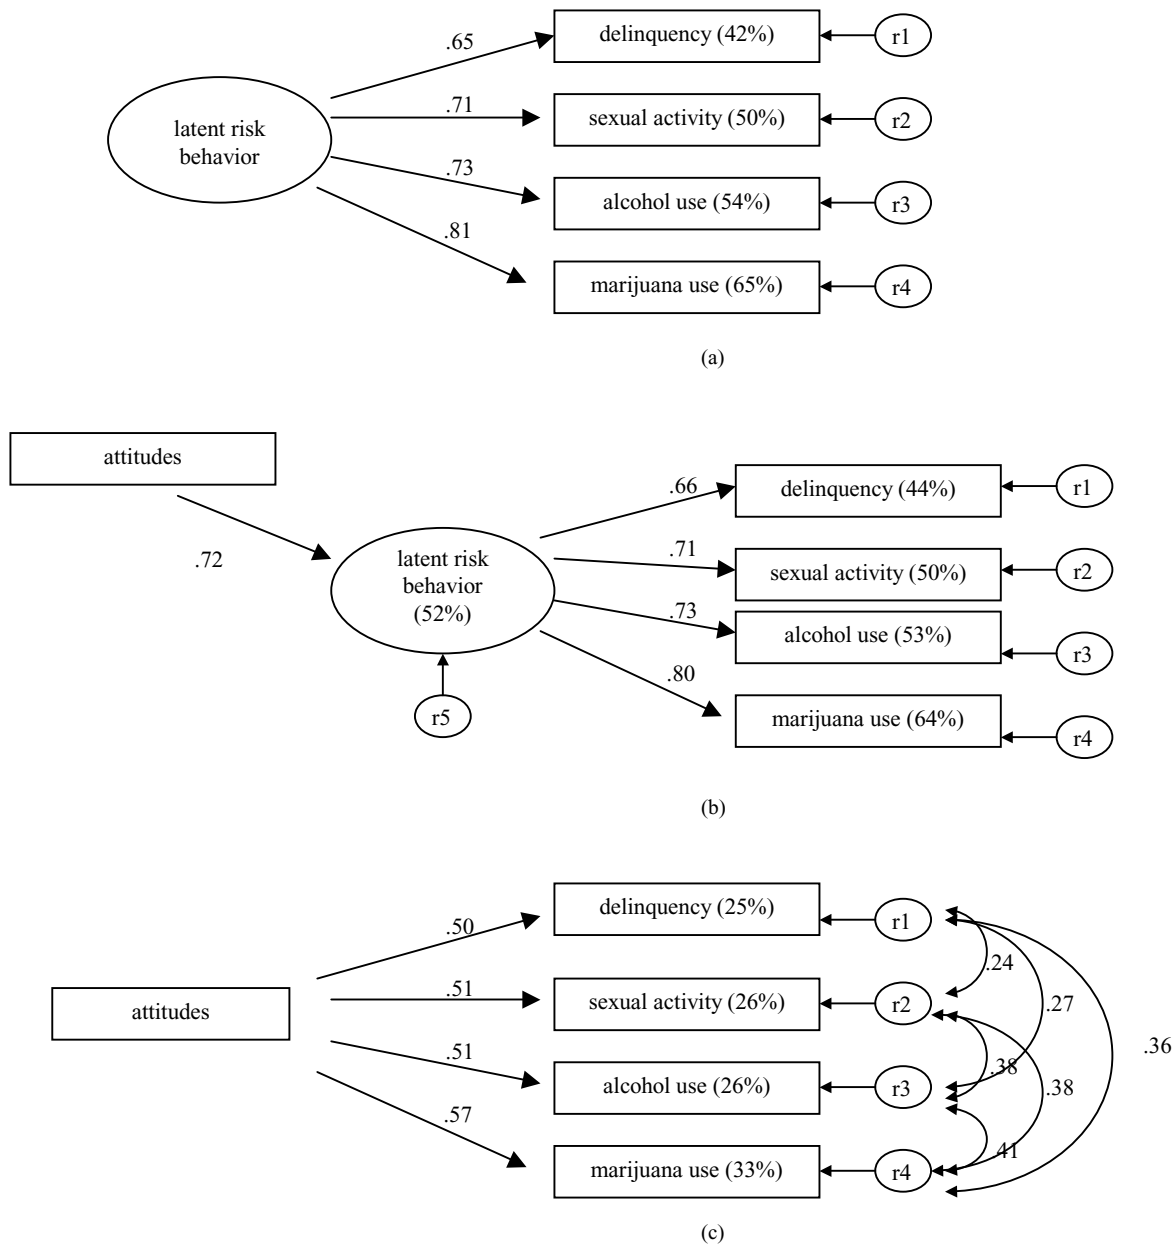 .65
delinquency (42%)
r1
.71
sexual activity (50%)
r2
latent risk
behavior
.73
alcohol use (54%)
r3
.81
marijuana use (65%)
r4
(a)
attitudes
.72
latent risk
behavior
(52%)
r5
.66
delinquency (44%)
r1
.71
sexual activity (50%)
r2
.73
alcohol use (53%)
r3
.80
marijuana use (64%)
r4
(b)
attitudes
.50
delinquency (25%)
r1
.51
sexual activity (26%)
r2
.51
alcohol use (26%)
r3
.57
marijuana use (33%)
r4
.24
.27
.36
.38
.38
.41
(c)